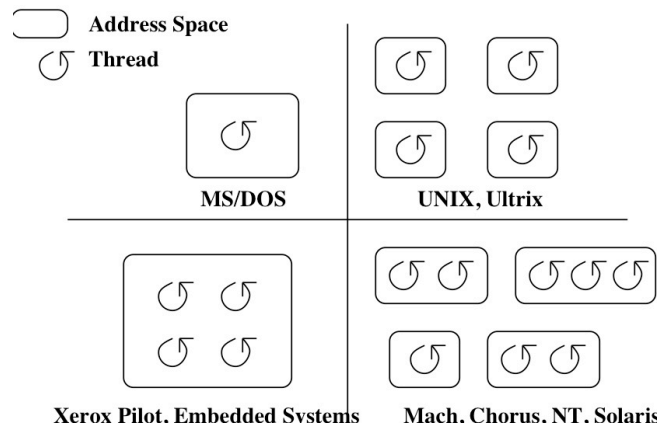 Address Space
Thread
MS/DOS
UNIX, Ultrix
Xerox Pilot, Embedded Systems
Mach, Chorus, NT, Solaris